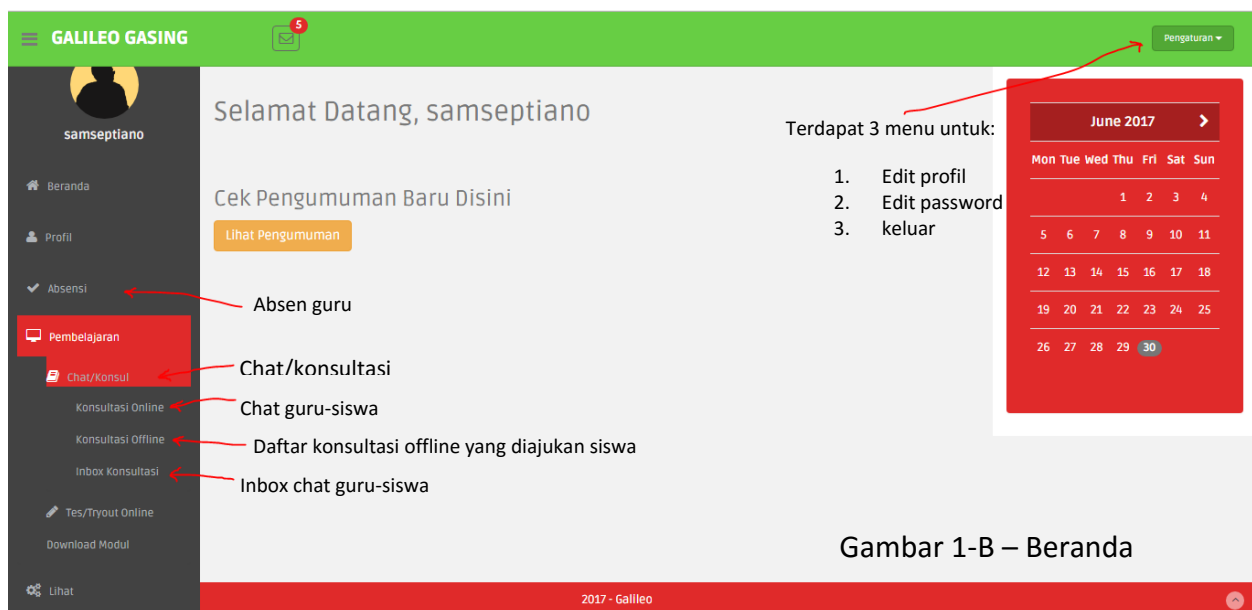 GALILEO GASING
5
Pengaturan
samseptiano
Beranda
Profil
Absensi
Pembelajaran
Chat/Konsul
Konsultasi Online
Konsultasi Offline
Inbox Konsultasi
Tes/Tryout Online
Download Modul
Lihat
Selamat Datang, samseptiano
Cek Pengumuman Baru Disini
Lihat Pengumuman
Absen guru
Chat/konsultasi
Chat guru-siswa
Daftar konsultasi offline yang diajukan siswa
Inbox chat guru-siswa
Terdapat 3 menu untuk:
1. Edit profil
2. Edit password
3. keluar
June 2017
Mon Tue Wed Thu Fri Sat Sun
1 2 3 4
5 6 7 8 9 10 11
12 13 14 15 16 17 18
19 20 21 22 23 24 25
26 27 28 29 30
Gambar 1-B – Beranda
2017 - Galileo